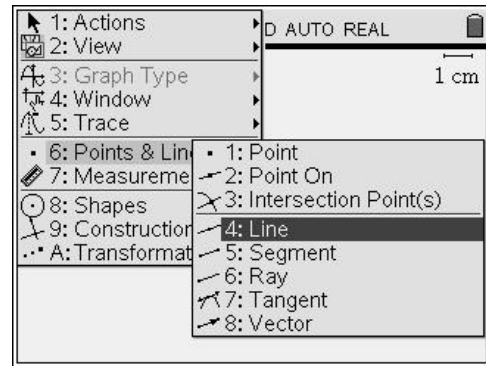 1: Actions
2: View
3: Graph Type
4: Window
5: Trace
6: Points & Lin
7: Measureme
8: Shapes
9: Construction
A: Transformat
D AUTO REAL
1 cm
1: Point
2: Point On
3: Intersection Point(s)
4: Line
5: Segment
6: Ray
7: Tangent
8: Vector